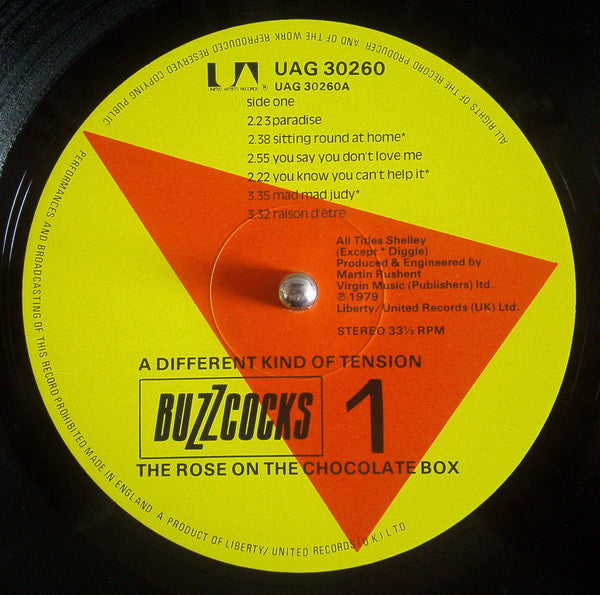 ALL RIGHTS OF THE RECORD PRODUCER, AND OF THE WORK REPRODUCED RESERVED COPYING PUBLIC PERFORMANCES AND BROADCASTING OF THIS RECORD PROHIBITED MADE IN ENGLAND. A PRODUCT OF LIBERTY/ UNITED RECORDS (U.K) LTD
UA
UNITED ARTISTS RECORDS ®
UAG 30260
UAG 30260A
side one
2.23 paradise
2.38 sitting round at home*
2.55 you say you don't love me
2.22 you know you can't help it*
3.35 mad mad judy*
3.32 raison d'etre
All Titles Shelley
(Except * Diggle)
Produced & Engineered by
Martin Rushent
Virgin Music (Publishers) ltd.
℗ 1979
Liberty/United Records (UK) Ltd.
STEREO 33⅓ RPM
A DIFFERENT KIND OF TENSION
BUZZCOCKS 1
THE ROSE ON THE CHOCOLATE BOX